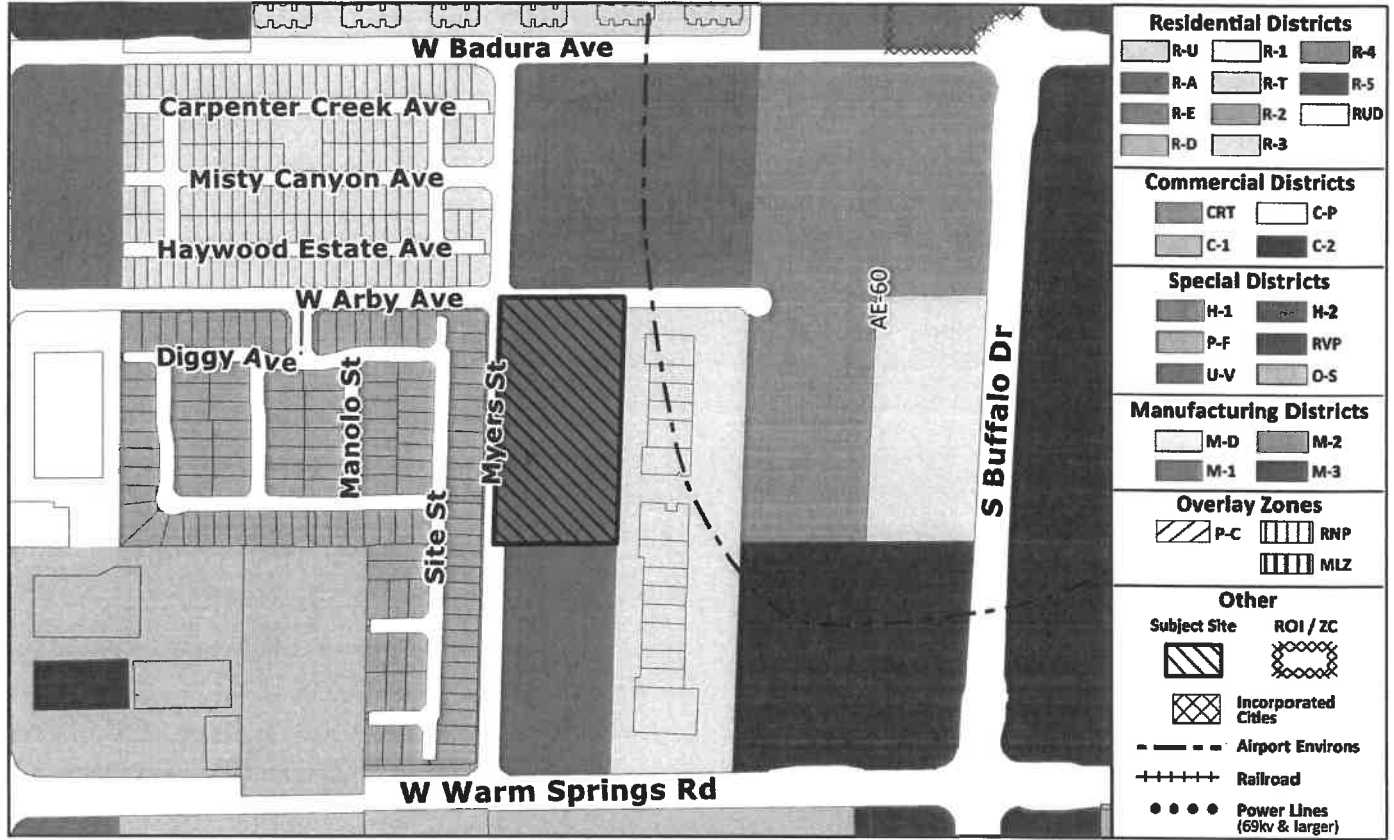 W Badura Ave
Carpenter Creek Ave
Misty Canyon Ave
Haywood Estate Ave
W Arby Ave
Diggy Ave
Manolo St
Site St
Myers St
AE-60
S Buffalo Dr
W Warm Springs Rd
Residential Districts
R-U R-1 R-4
R-A R-T R-5
R-E R-2 RUD
R-D R-3
Commercial Districts
CRT C-P
C-1 C-2
Special Districts
H-1 H-2
P-F RVP
U-V O-S
Manufacturing Districts
M-D M-2
M-1 M-3
Overlay Zones
P-C RNP
MLZ
Other
Subject Site ROI / ZC
Incorporated
Cities
Airport Environs
Railroad
Power Lines
(69kv & larger)